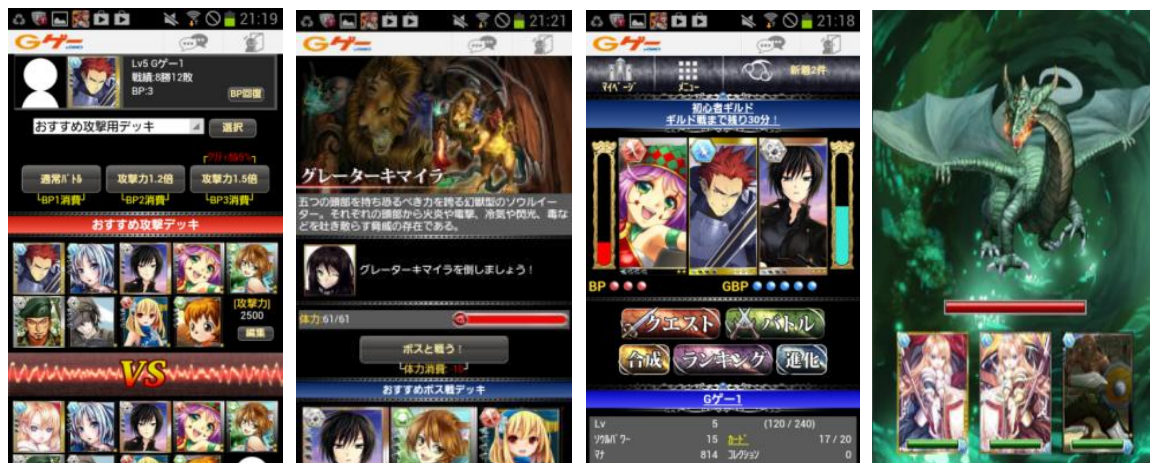 21:19
Gゲー
Lv5 Gゲー1
戦績:8勝12敗
BP:3
BP回復
おすすめ攻撃用デッキ
選択
通常バトル
攻撃力1.2倍
攻撃力1.5倍
BP1消費
BP2消費
BP3消費
おすすめ攻撃デッキ
[攻撃力]
2500
編集
VS
21:21
Gゲー
グレーターキマイラ
五つの頭部を持ち恐るべき力を誇る幻獣型のソウルイー
ター。それぞれの頭部から火炎や電撃、冷気や閃光、毒な
どを吐き散らす脅威の存在である。
グレーターキマイラを倒しましょう！
体力:61/61
ボスと戦う！
体力消費:-10
おすすめボス戦デッキ
21:18
Gゲー
マイページ
メニュー
新着2件
初心者ギルド
ギルド戦まで残り30分！
BP
GBP
クエスト
バトル
合成
ランキング
進化
Gゲー1
Lv 5 (120 / 240)
ソウルパワー 15 カード 17 / 20
マナ 814 コレクション 0